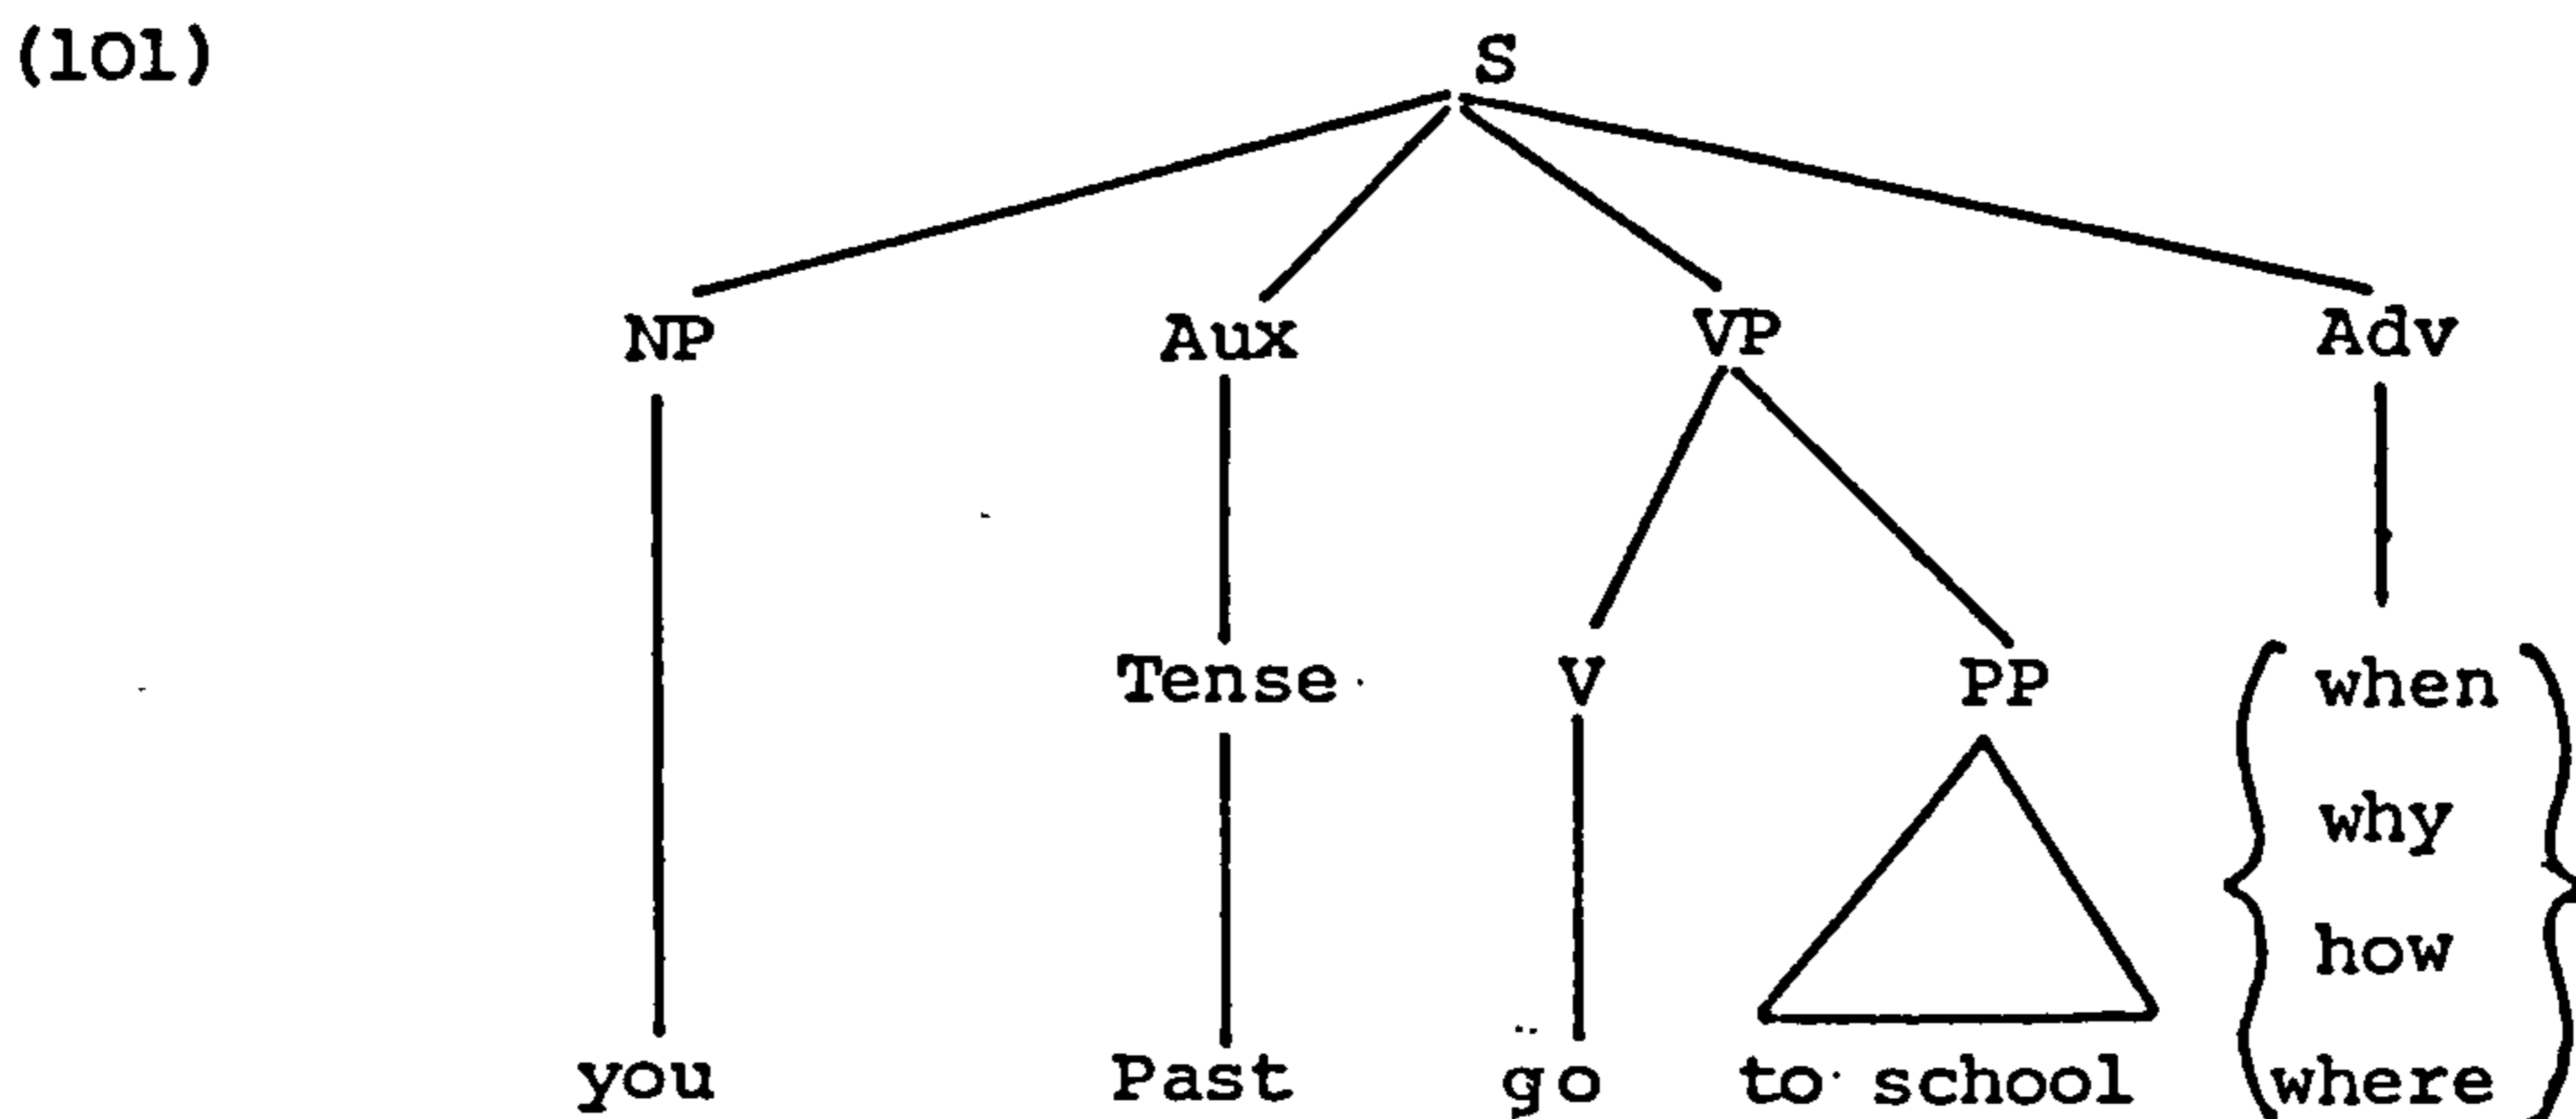 (101)
S
NP Aux VP Adv
Tense V PP when
why
how
you Past go to school where